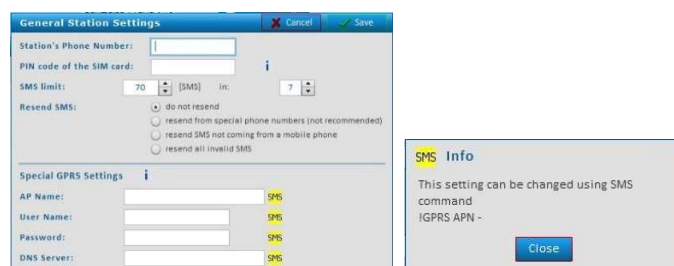 General Station Settings
Cancel
Save
Station's Phone Number:
PIN code of the SIM card:
i
SMS limit: 70 [SMS] in: 7
Resend SMS: do not resend
resend from special phone numbers (not recommended)
resend SMS not coming from a mobile phone
resend all invalid SMS
Special GPRS Settings i
AP Name: SMS
User Name: SMS
Password: SMS
DNS Server: SMS
SMS Info
This setting can be changed using SMS
command
!GPRS APN -
Close